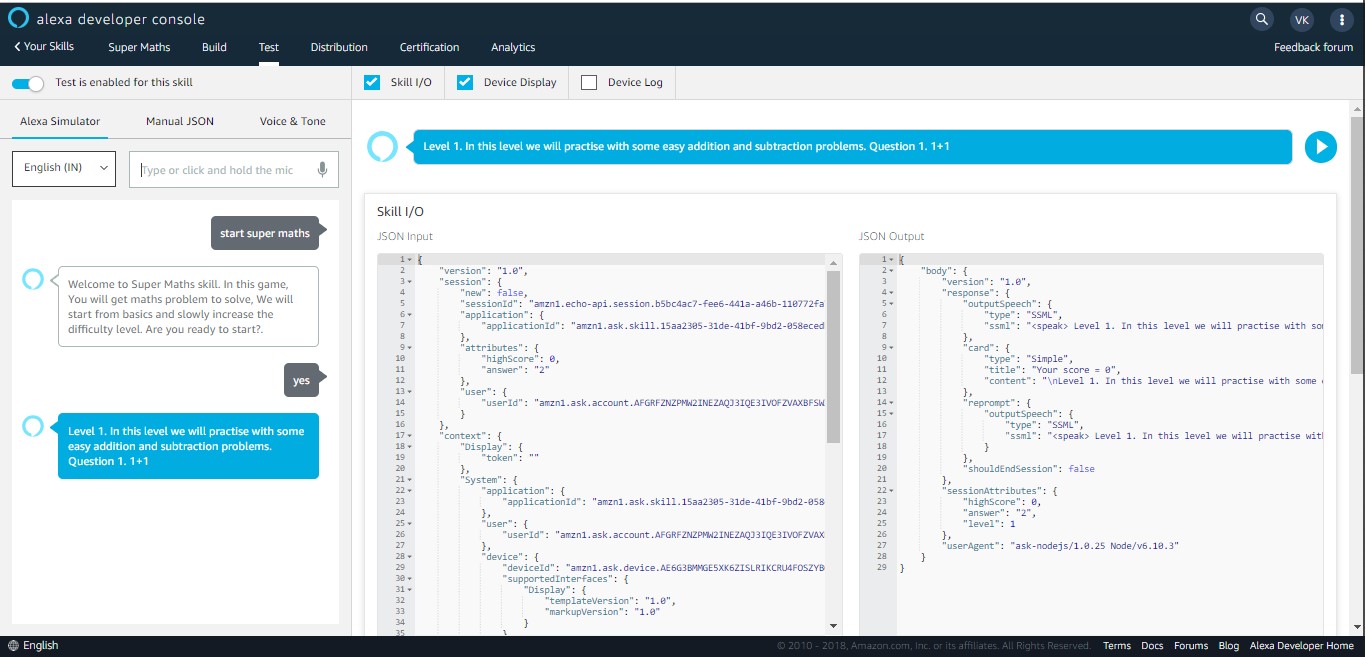 alexa developer console
VK
Your Skills Super Maths Build Test Distribution Certification Analytics Feedback forum
Test is enabled for this skill
Skill I/O Device Display Device Log
Alexa Simulator Manual JSON Voice & Tone
English (IN)
Type or click and hold the mic
start super maths
Welcome to Super Maths skill. In this game,
You will get maths problem to solve, We will
start from basics and slowly increase the
difficulty level. Are you ready to start?.
yes
Level 1. In this level we will practise with some
easy addition and subtraction problems.
Question 1. 1+1
Level 1. In this level we will practise with some easy addition and subtraction problems. Question 1. 1+1
Skill I/O
JSON Input
1 {
2 "version": "1.0",
3 "session": {
4 "new": false,
5 "sessionId": "amzn1.echo-api.session.b5bc4ac7-fee6-441a-a46b-110772fa
6 "application": {
7 "applicationId": "amzn1.ask.skill.15aa2305-31de-41bf-9bd2-058eced
8 },
9 "attributes": {
10 "highScore": 0,
11 "answer": "2"
12 },
13 "user": {
14 "userId": "amzn1.ask.account.AFGRFZNZPMW2INEZAQJ3IQE3IVOFZVAXBFSW
15 }
16 },
17 "context": {
18 "Display": {
19 "token": ""
20 },
21 "System": {
22 "application": {
23 "applicationId": "amzn1.ask.skill.15aa2305-31de-41bf-9bd2-058
24 },
25 "user": {
26 "userId": "amzn1.ask.account.AFGRFZNZPMW2INEZAQJ3IQE3IVOFZVAX
27 },
28 "device": {
29 "deviceId": "amzn1.ask.device.AE6G3BMMGE5XK6ZISLRIKCRU4FOSZYB
30 "supportedInterfaces": {
31 "Display": {
32 "templateVersion": "1.0",
33 "markupVersion": "1.0"
34 }
35 }
JSON Output
1 {
2 "body": {
3 "version": "1.0",
4 "response": {
5 "outputSpeech": {
6 "type": "SSML",
7 "ssml": "<speak> Level 1. In this level we will practise with so
8 },
9 "card": {
10 "type": "Simple",
11 "title": "Your score = 0",
12 "content": "\nLevel 1. In this level we will practise with some
13 },
14 "reprompt": {
15 "outputSpeech": {
16 "type": "SSML",
17 "ssml": "<speak> Level 1. In this level we will practise wit
18 }
19 },
20 "shouldEndSession": false
21 },
22 "sessionAttributes": {
23 "highScore": 0,
24 "answer": "2",
25 "level": 1
26 },
27 "userAgent": "ask-nodejs/1.0.25 Node/v6.10.3"
28 }
29 }
English
© 2010 - 2018, Amazon.com, Inc. or its affiliates. All Rights Reserved. Terms Docs Forums Blog Alexa Developer Home